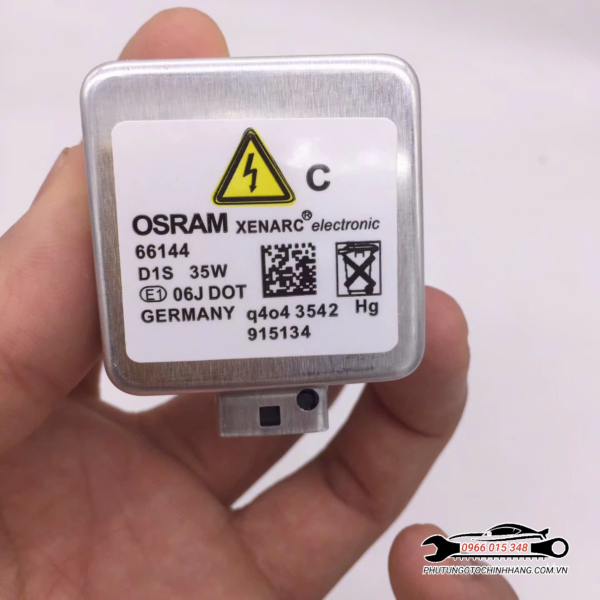 C
OSRAM XENARC® electronic
66144
D1S 35W
E1 06J DOT
GERMANY q4o4 3542 Hg
915134
0966 015 348
PHUTUNGOTOCHINHHANG.COM.VN